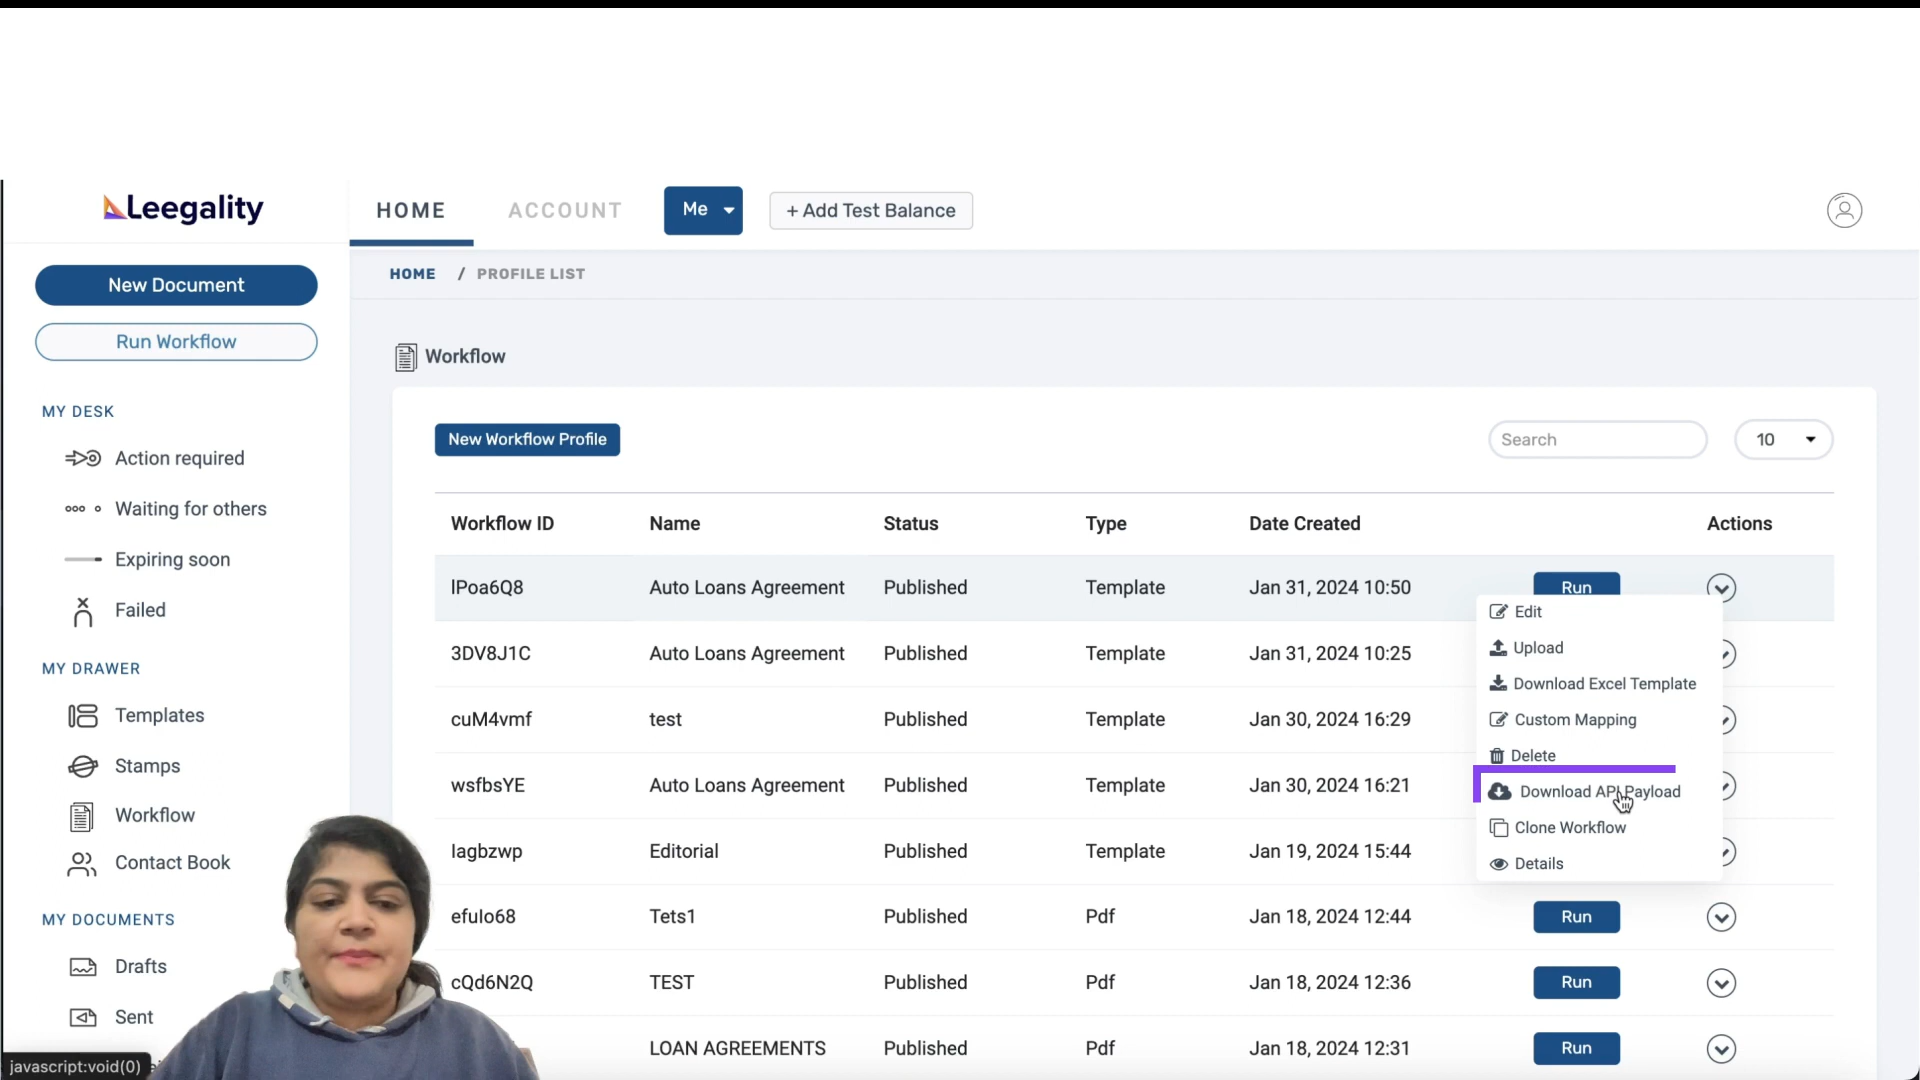 Leegality
HOME
ACCOUNT
Me
+ Add Test Balance
HOME / PROFILE LIST
New Document
Run Workflow
MY DESK
Action required
Waiting for others
Expiring soon
Failed
MY DRAWER
Templates
Stamps
Workflow
Contact Book
MY DOCUMENTS
Drafts
Sent
javascript:void(0)
Workflow
New Workflow Profile
Search
10
Workflow ID Name Status Type Date Created Actions
lPoa6Q8 Auto Loans Agreement Published Template Jan 31, 2024 10:50 Run
3DV8J1C Auto Loans Agreement Published Template Jan 31, 2024 10:25
cuM4vmf test Published Template Jan 30, 2024 16:29
wsfbsYE Auto Loans Agreement Published Template Jan 30, 2024 16:21
Iagbzwp Editorial Published Template Jan 19, 2024 15:44
efuIo68 Tets1 Published Pdf Jan 18, 2024 12:44 Run
cQd6N2Q TEST Published Pdf Jan 18, 2024 12:36 Run
LOAN AGREEMENTS Published Pdf Jan 18, 2024 12:31 Run
Edit
Upload
Download Excel Template
Custom Mapping
Delete
Download API Payload
Clone Workflow
Details